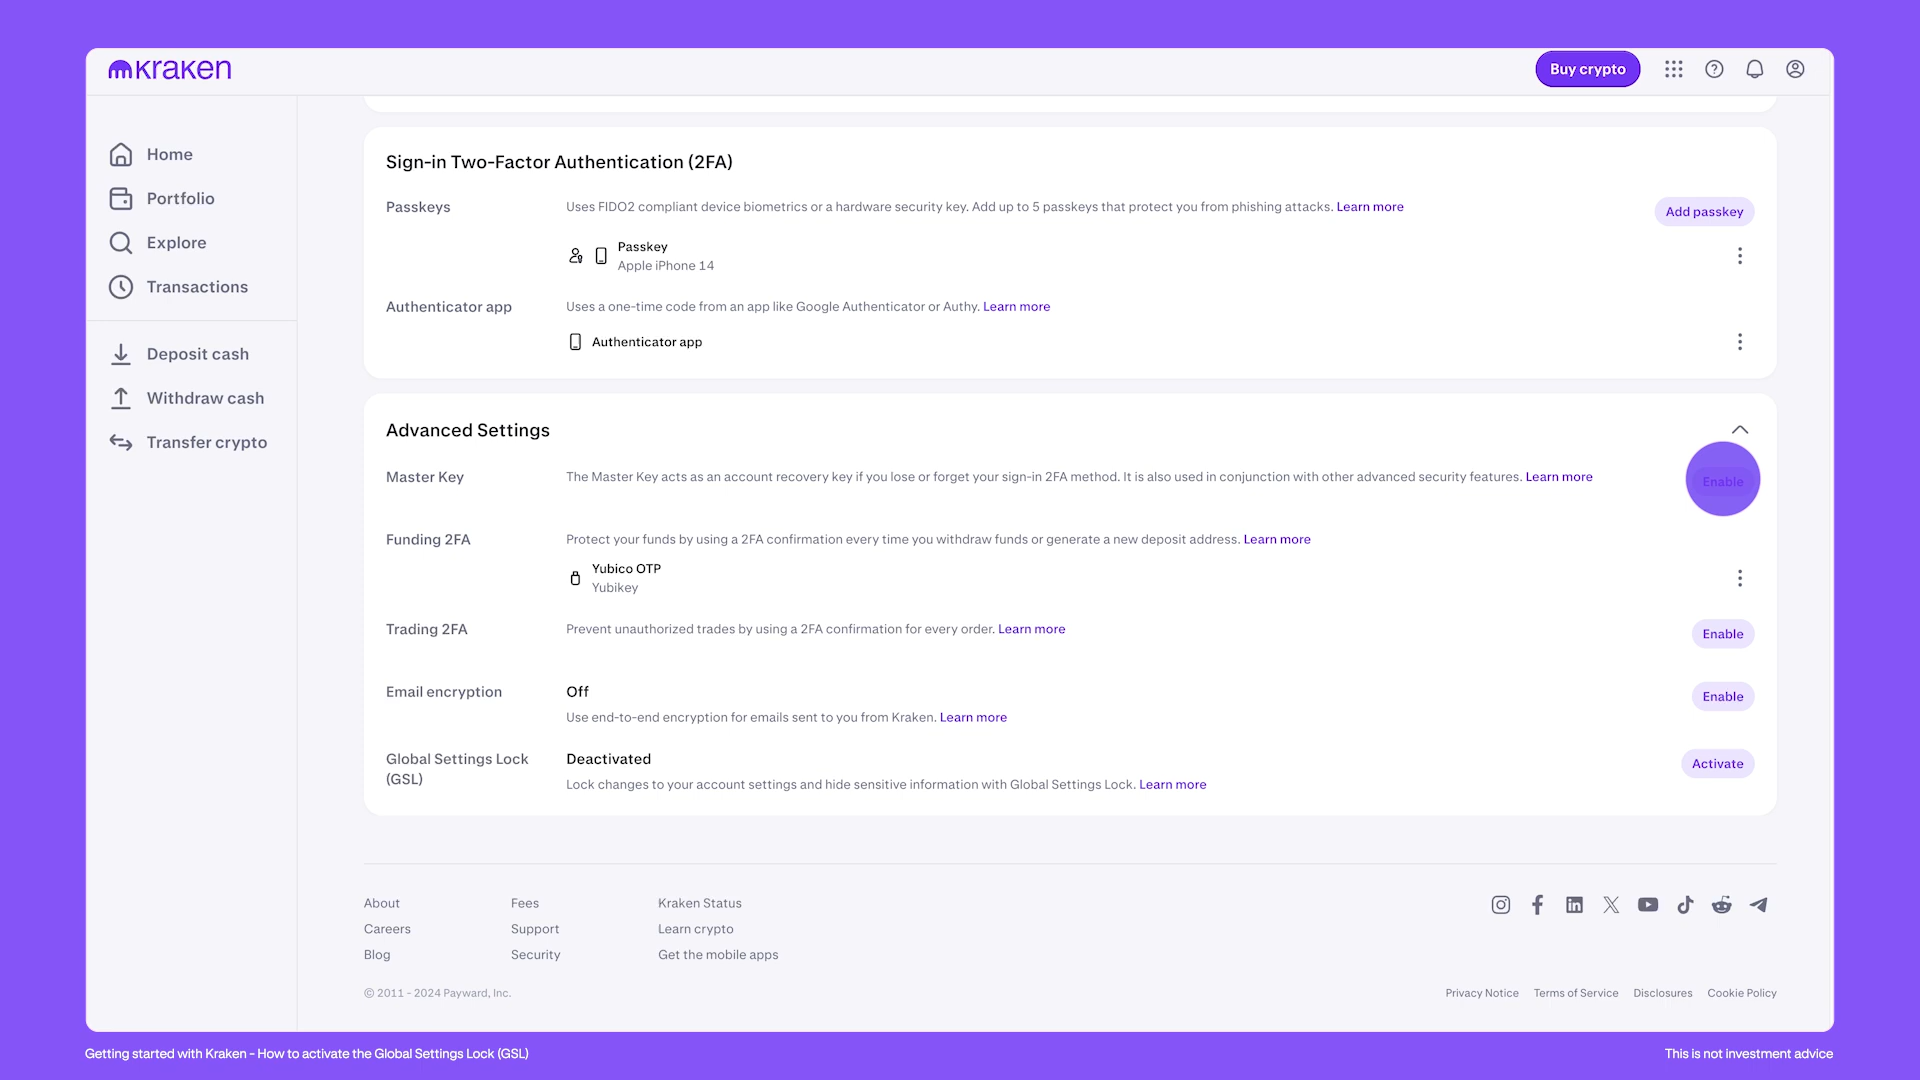 kraken
Buy crypto
Home
Portfolio
Explore
Transactions
Deposit cash
Withdraw cash
Transfer crypto
Sign-in Two-Factor Authentication (2FA)
Passkeys
Uses FIDO2 compliant device biometrics or a hardware security key. Add up to 5 passkeys that protect you from phishing attacks. Learn more
Add passkey
Passkey
Apple iPhone 14
Authenticator app
Uses a one-time code from an app like Google Authenticator or Authy. Learn more
Authenticator app
Advanced Settings
Master Key
The Master Key acts as an account recovery key if you lose or forget your sign-in 2FA method. It is also used in conjunction with other advanced security features. Learn more
Enable
Funding 2FA
Protect your funds by using a 2FA confirmation every time you withdraw funds or generate a new deposit address. Learn more
Yubico OTP
Yubikey
Trading 2FA
Prevent unauthorized trades by using a 2FA confirmation for every order. Learn more
Enable
Email encryption
Off
Use end-to-end encryption for emails sent to you from Kraken. Learn more
Enable
Global Settings Lock
(GSL)
Deactivated
Lock changes to your account settings and hide sensitive information with Global Settings Lock. Learn more
Activate
About
Fees
Kraken Status
Careers
Support
Learn crypto
Blog
Security
Get the mobile apps
© 2011 - 2024 Payward, Inc.
Privacy Notice
Terms of Service
Disclosures
Cookie Policy
Getting started with Kraken - How to activate the Global Settings Lock (GSL)
This is not investment advice